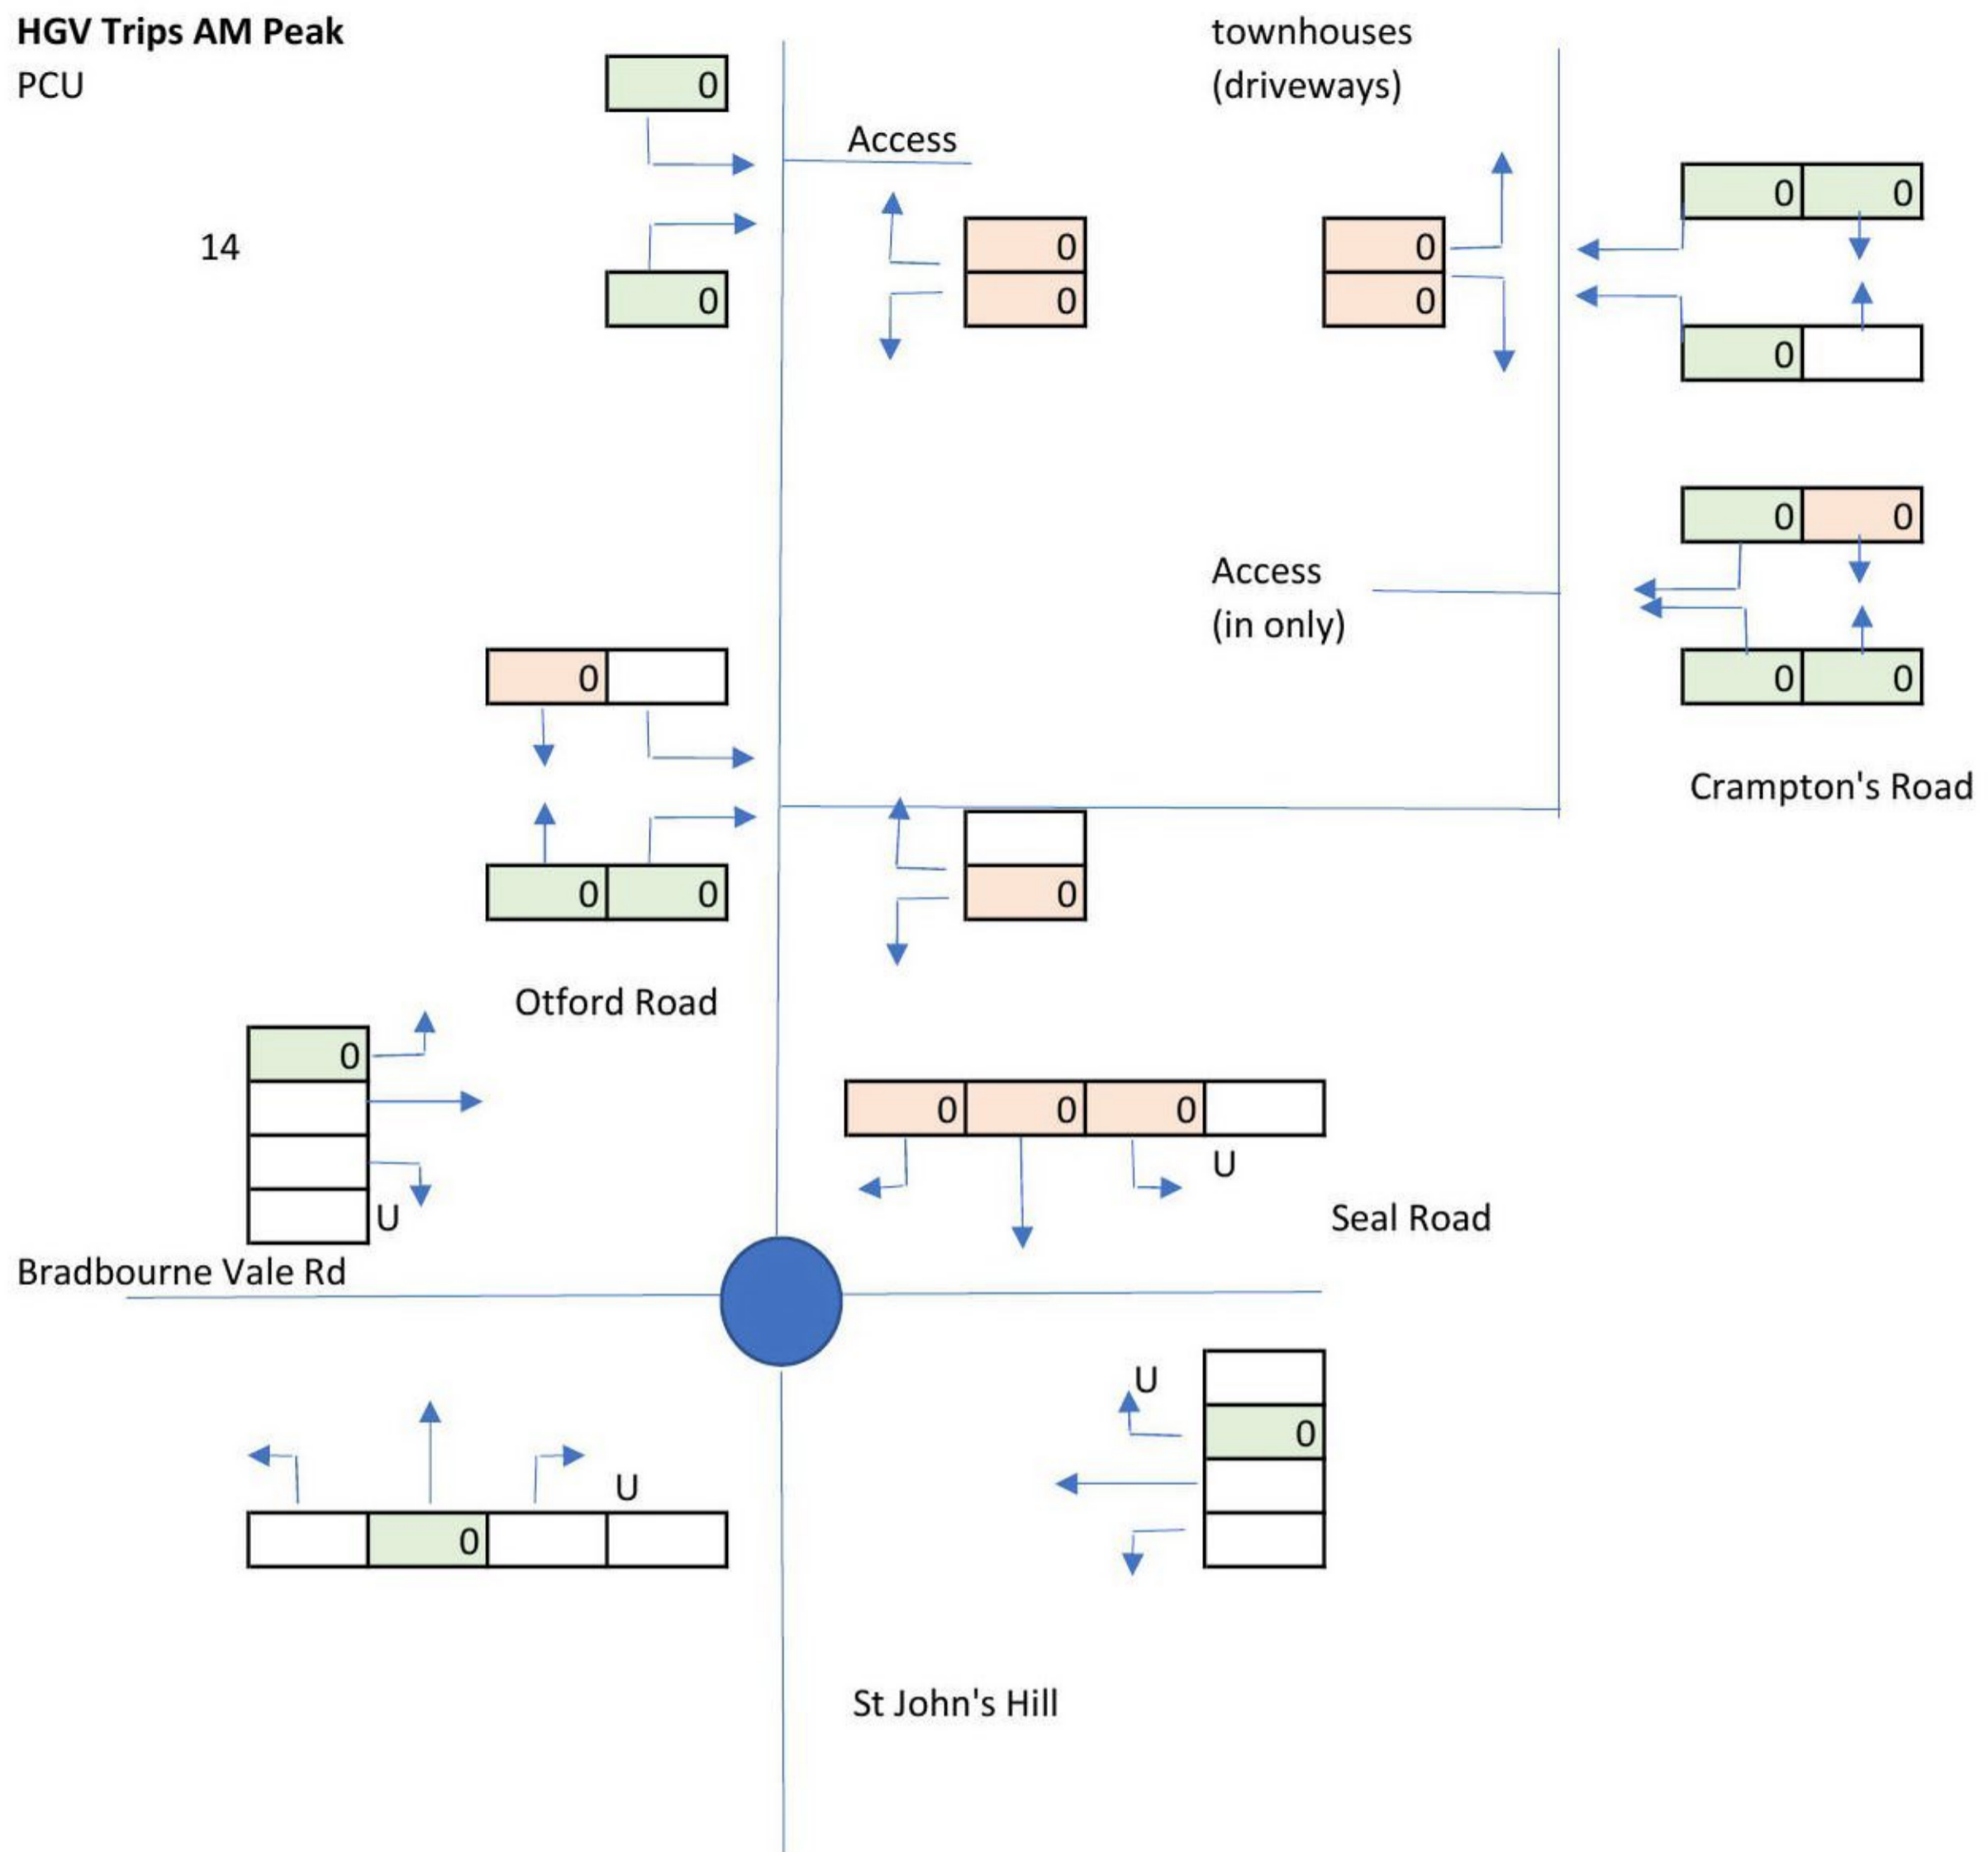 HGV Trips AM Peak
townhouses
PCU
0
(driveways)
Access
0 0
14
0
0
0
0
0
0
0 0
Access
(in only)
0
0 0
Crampton's Road
0 0
0
Otford Road
0
0 0 0
U
U
Seal Road
Bradbourne Vale Rd
U
0
U
0
St John's Hill